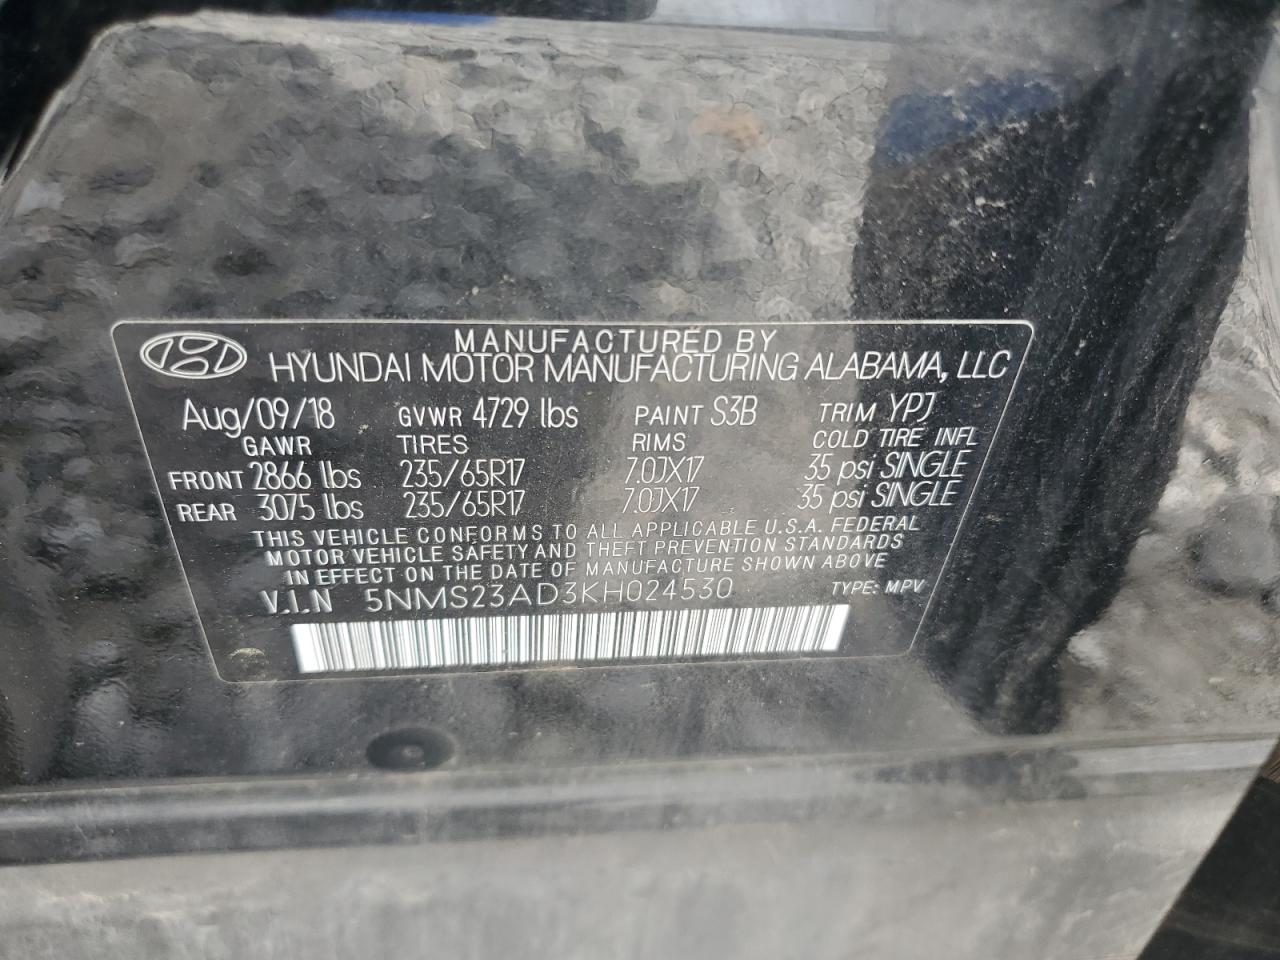 MANUFACTURED BY
HYUNDAI MOTOR MANUFACTURING ALABAMA, LLC
Aug/09/18 GVWR 4729 lbs PAINT S3B TRIM YPJ
GAWR TIRES RIMS COLD TIRE INFL
FRONT 2866 lbs 235/65R17 7.0JX17 35 psi SINGLE
REAR 3075 lbs 235/65R17 7.0JX17 35 psi SINGLE
THIS VEHICLE CONFORMS TO ALL APPLICABLE U.S.A. FEDERAL
MOTOR VEHICLE SAFETY AND THEFT PREVENTION STANDARDS
IN EFFECT ON THE DATE OF MANUFACTURE SHOWN ABOVE
V.I.N 5NMS23AD3KH024530 TYPE: MPV